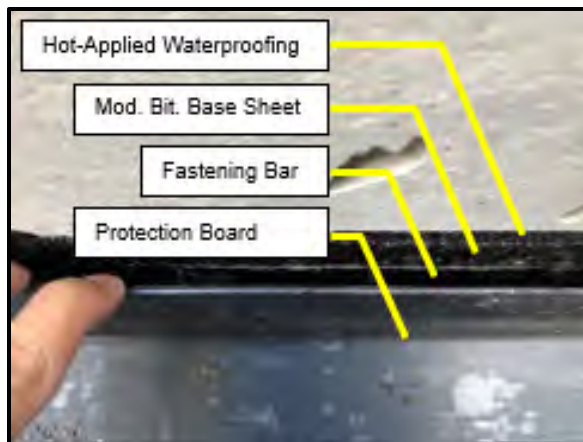 Hot-Applied Waterproofing
Mod. Bit. Base Sheet
Fastening Bar
Protection Board